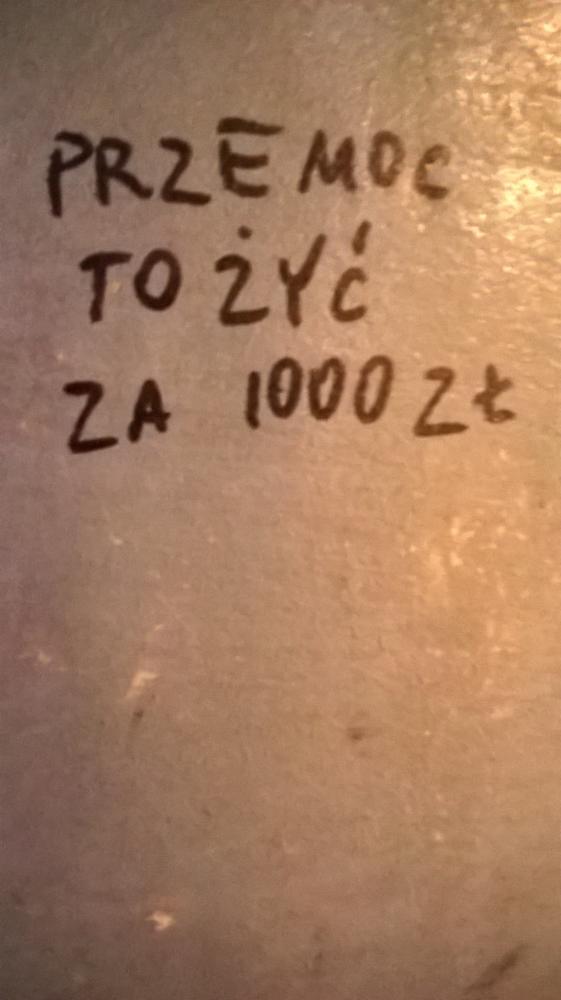 PRZEMOC
TO ŻYĆ
ZA 1000 ZŁ